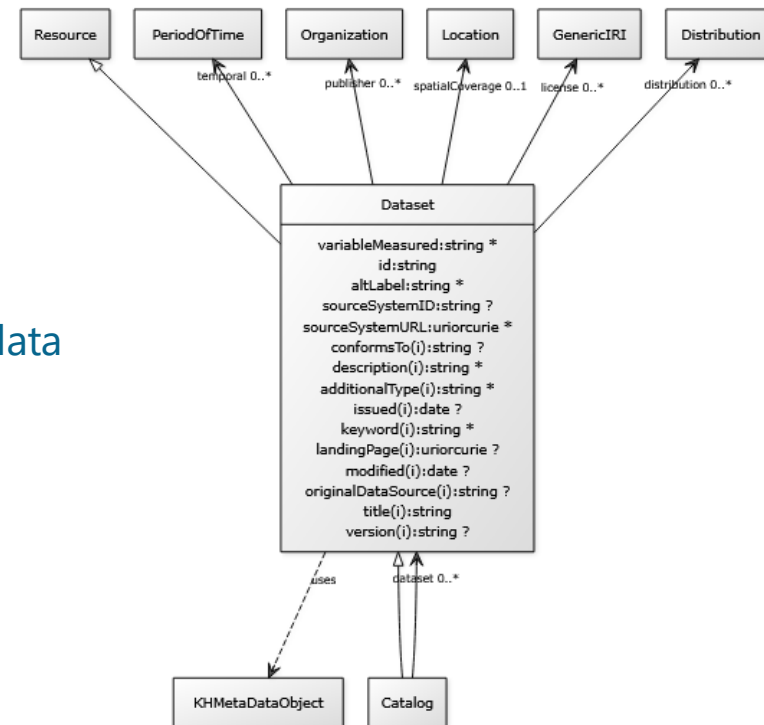 Resource
PeriodOfTime
Organization
Location
GenericIRI
Distribution
temporal 0..*
publisher 0..*
spatialCoverage 0..1
license 0..*
distribution 0..*
Dataset
variableMeasured:string *
id:string
altLabel:string *
sourceSystemID:string ?
sourceSystemURL:uriorcurie *
conformsTo(i):string ?
description(i):string *
additionalType(i):string *
issued(i):date ?
keyword(i):string *
landingPage(i):uriorcurie ?
modified(i):date ?
originalDataSource(i):string ?
title(i):string
version(i):string ?
data
uses
dataset 0..*
KHMetaDataObject
Catalog